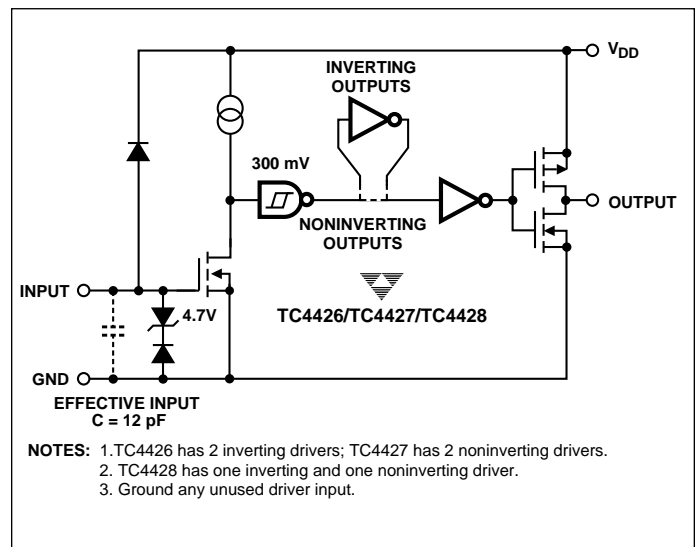 VDD
INVERTING
OUTPUTS
300 mV
OUTPUT
NONINVERTING
OUTPUTS
INPUT
4.7V
TC4426/TC4427/TC4428
GND
EFFECTIVE INPUT
C = 12 pF
NOTES: 1.TC4426 has 2 inverting drivers; TC4427 has 2 noninverting drivers.
2. TC4428 has one inverting and one noninverting driver.
3. Ground any unused driver input.